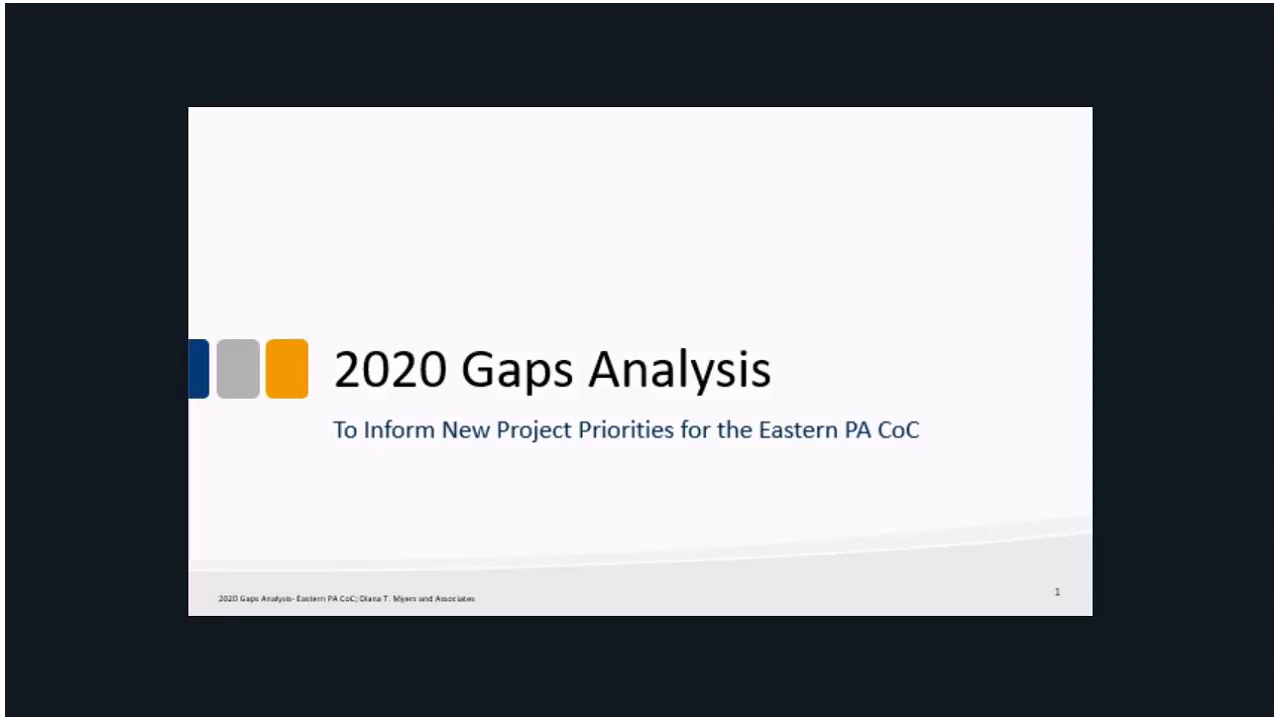 2020 Gaps Analysis
To Inform New Project Priorities for the Eastern PA CoC
2020 Gaps Analysis- Eastern PA CoC; Diana T. Myers and Associates
1